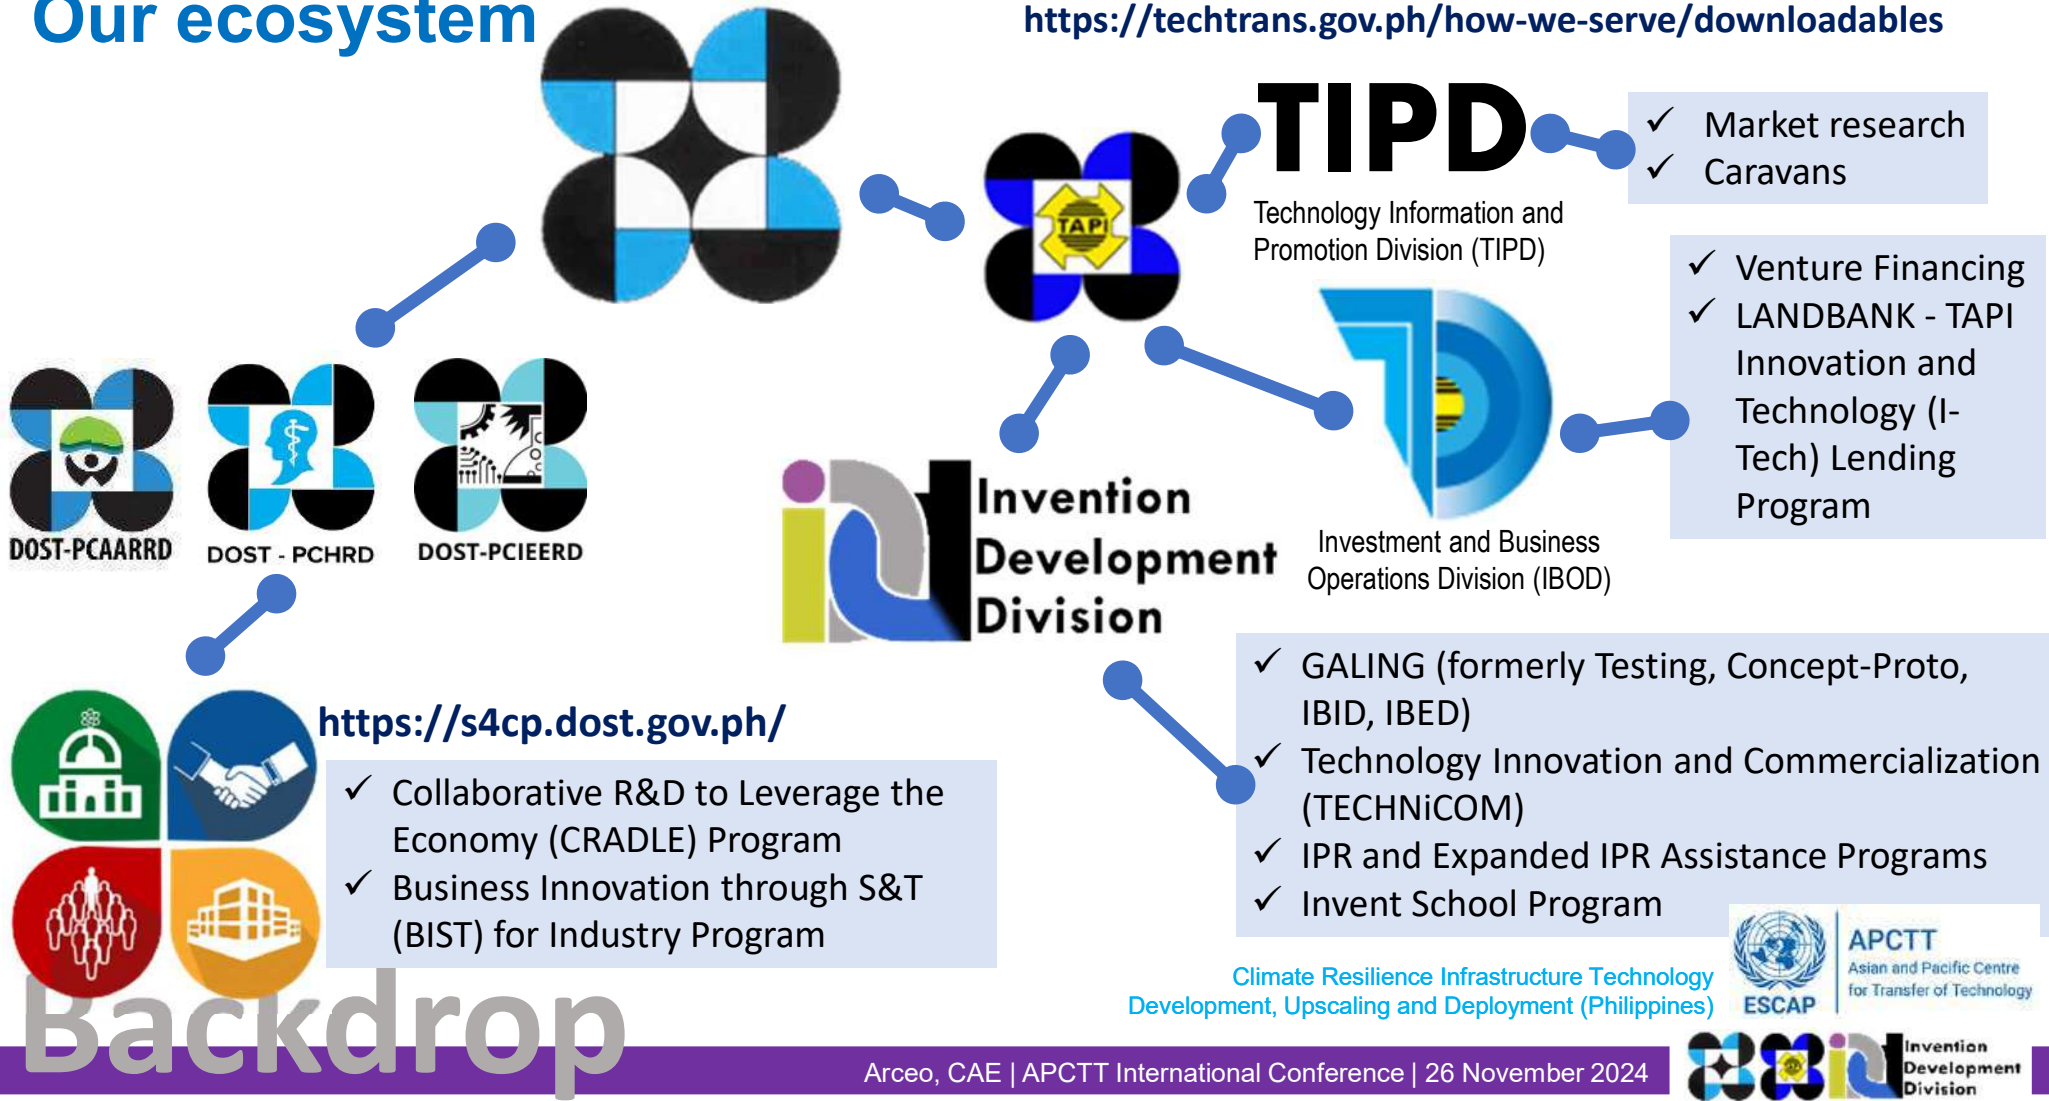 Our ecosystem
https://techtrans.gov.ph/how-we-serve/downloadables
TAPI
TIPD
Technology Information and
Promotion Division (TIPD)
✓ Market research
✓ Caravans
✓ Venture Financing
✓ LANDBANK - TAPI
Innovation and
Technology (I-
Tech) Lending
Program
Investment and Business
Operations Division (IBOD)
DOST-PCAARRD
DOST - PCHRD
DOST-PCIEERD
Invention
Development
Division
✓ GALING (formerly Testing, Concept-Proto,
IBID, IBED)
✓ Technology Innovation and Commercialization
(TECHNiCOM)
✓ IPR and Expanded IPR Assistance Programs
✓ Invent School Program
https://s4cp.dost.gov.ph/
✓ Collaborative R&D to Leverage the
Economy (CRADLE) Program
✓ Business Innovation through S&T
(BIST) for Industry Program
Backdrop
Climate Resilience Infrastructure Technology
Development, Upscaling and Deployment (Philippines)
ESCAP
APCTT
Asian and Pacific Centre
for Transfer of Technology
Arceo, CAE | APCTT International Conference | 26 November 2024
Invention
Development
Division